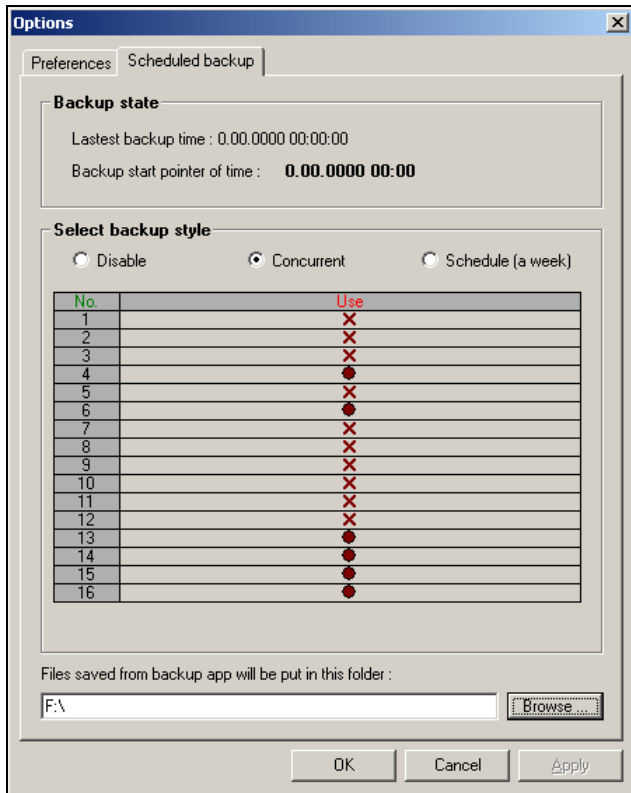 Options
Preferences Scheduled backup
Backup state
Lastest backup time : 0.00.0000 00:00:00
Backup start pointer of time : 0.00.0000 00:00
Select backup style
Disable Concurrent Schedule (a week)
No. Use
1
2
3
4
5
6
7
8
9
10
11
12
13
14
15
16
Files saved from backup app will be put in this folder :
F:\ Browse ...
OK Cancel Apply